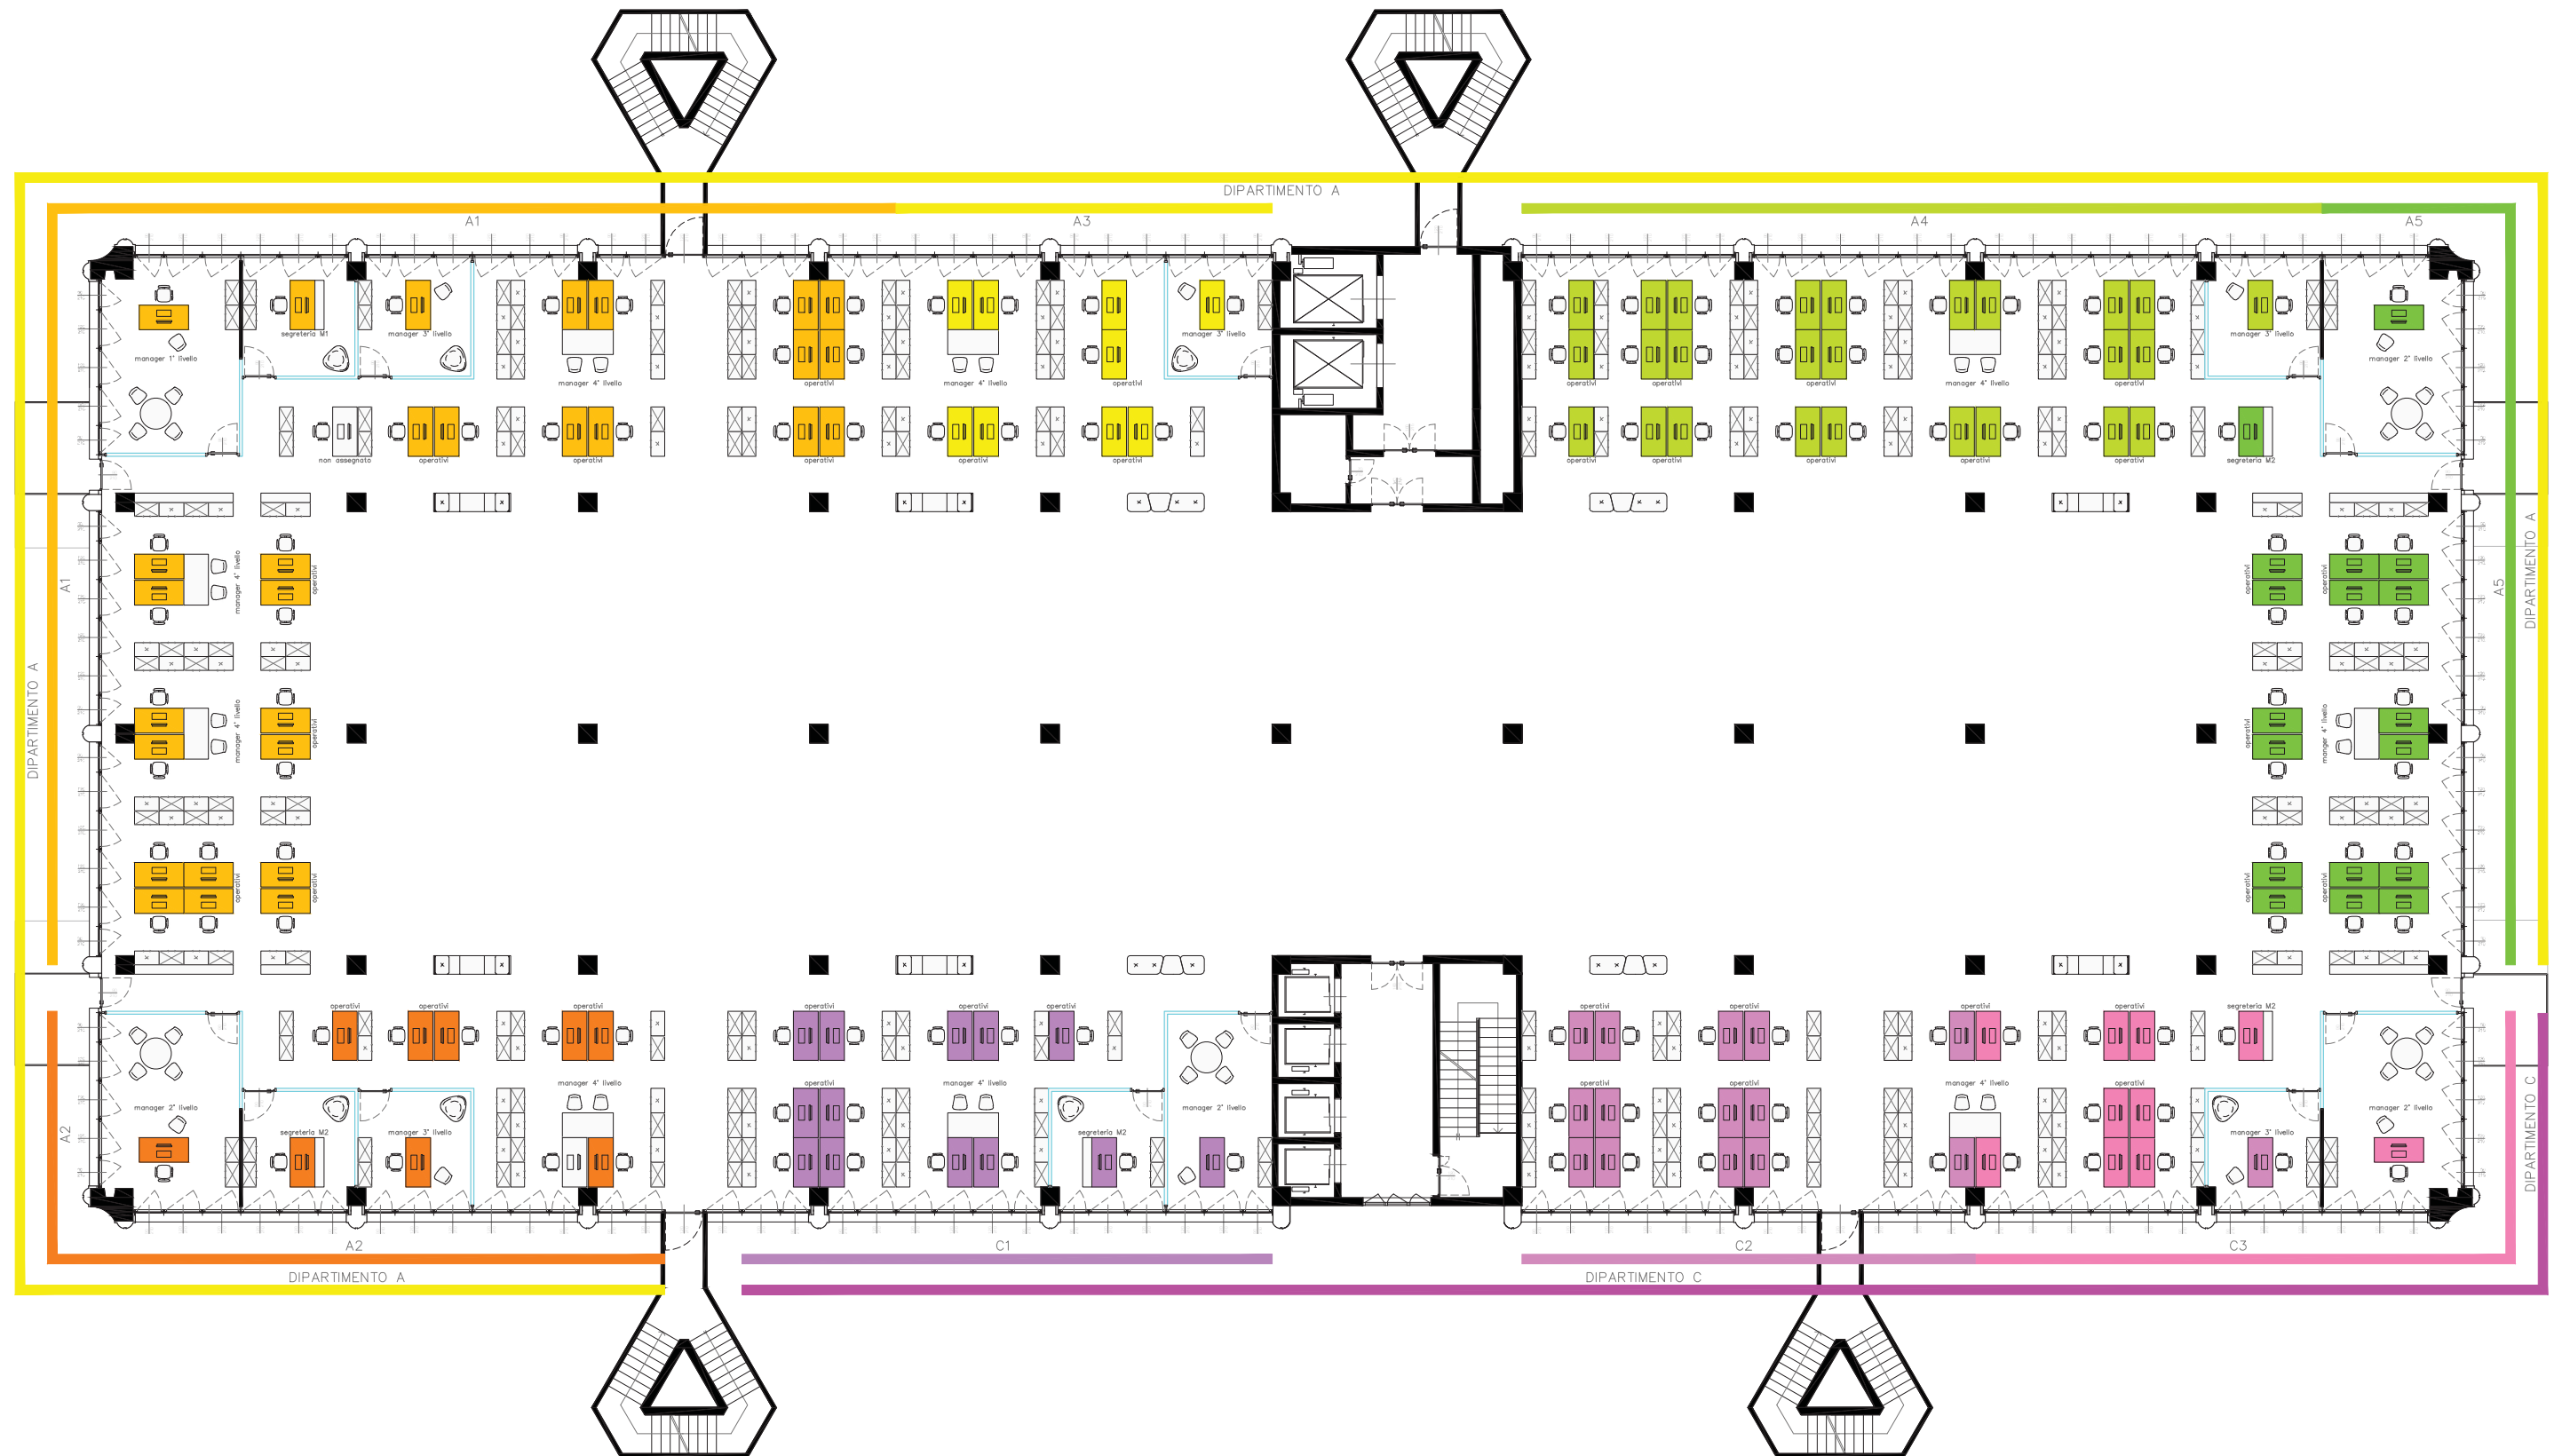 DIPARTIMENTO A
A1
A3
A4
A5
segreteria M1
manager 3° livello
manager 3° livello
manager 3° livello
manager 1° livello
manager 2° livello
manager 4° livello
operativi
manager 4° livello
operativi
operativi
operativi
operativi
manager 4° livello
operativi
non assegnato
operativi
operativi
operativi
operativi
operativi
operativi
operativi
operativi
operativi
operativi
segreteria M2
DIPARTIMENTO A
A1
manager 4° livello
operativi
manager 4° livello
operativi
operativi
operativi
operativi
operativi
operativi
manger 4° livello
operativi
operativi
A5
DIPARTIMENTO A
operativi
operativi
operativi
operativi
operativi
operativi
operativi
operativi
operativi
operativi
segreteria M2
manager 4° livello
operativi
manager 4° livello
operativi
operativi
manager 4° livello
operativi
manager 2° livello
manager 2° livello
manager 2° livello
segreteria M2
manager 3° livello
segreteria M2
manager 3° livello
A2
DIPARTIMENTO C
A2
C1
C2
C3
DIPARTIMENTO A
DIPARTIMENTO C